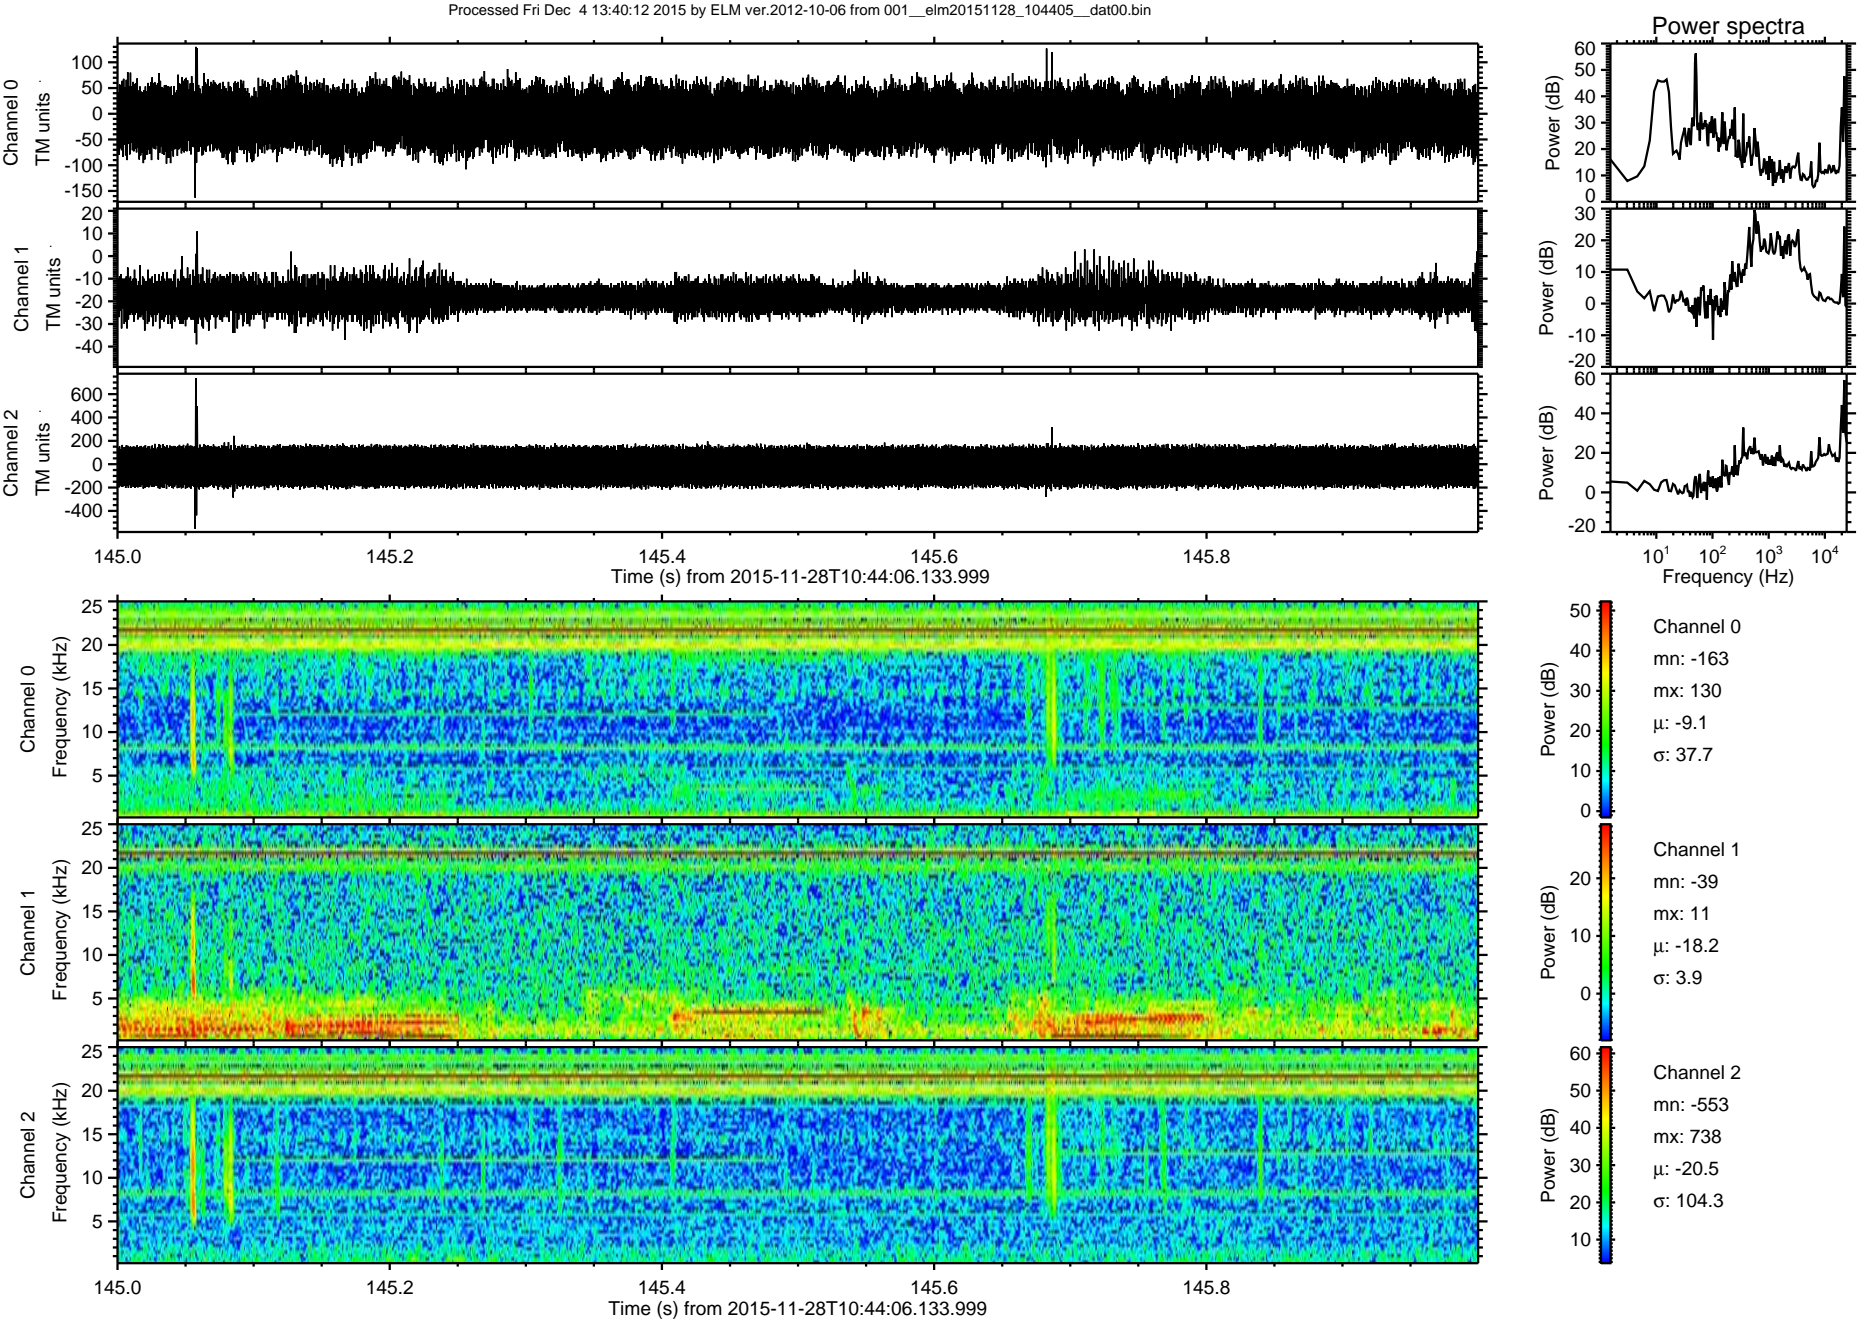 Processed Fri Dec  4 13:40:12 2015 by ELM ver.2012-10-06 from 001__elm20151128_104405__dat00.bin
Power spectra
Channel 0
TM units
100
50
0
-50
-100
-150
Power (dB)
60
50
40
30
20
10
0
Channel 1
TM units
20
10
0
-10
-20
-30
-40
Power (dB)
30
20
10
0
-10
-20
Channel 2
TM units
600
400
200
0
-200
-400
Power (dB)
60
40
20
0
-20
145.0 145.2 145.4 145.6 145.8
Time (s) from 2015-11-28T10:44:06.133.999
10¹ 10² 10³ 10⁴
Frequency (Hz)
Channel 0
Frequency (kHz)
25
20
15
10
5
Power (dB)
50
40
30
20
10
0
Channel 0
mn: -163
mx: 130
μ: -9.1
σ: 37.7
Channel 1
Frequency (kHz)
25
20
15
10
5
Power (dB)
20
10
0
Channel 1
mn: -39
mx: 11
μ: -18.2
σ: 3.9
Channel 2
Frequency (kHz)
25
20
15
10
5
Power (dB)
60
50
40
30
20
10
Channel 2
mn: -553
mx: 738
μ: -20.5
σ: 104.3
145.0 145.2 145.4 145.6 145.8
Time (s) from 2015-11-28T10:44:06.133.999